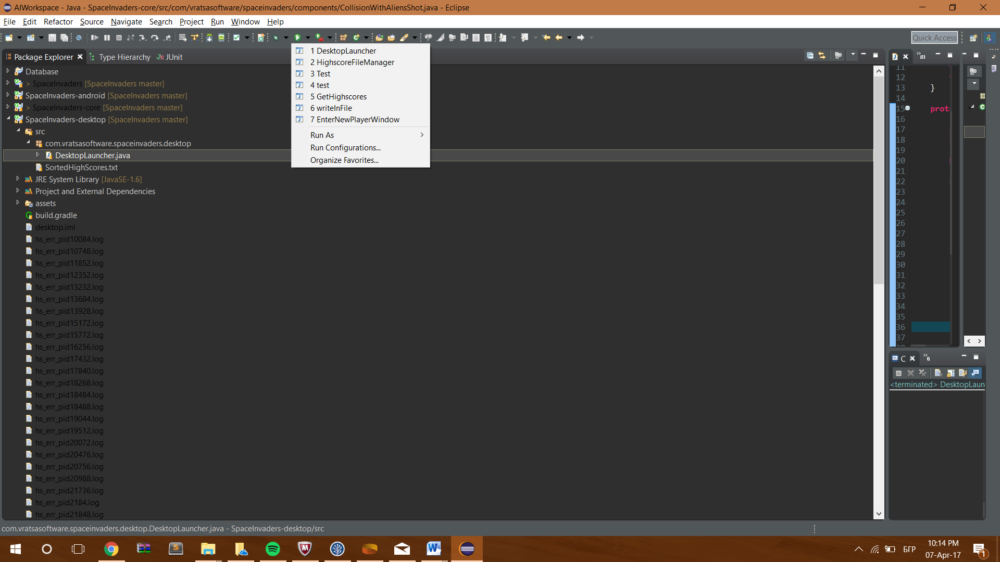 AIWorkspace - Java - SpaceInvaders-core/src/com/vratsasoftware/spaceinvaders/components/CollisionWithAliensShot.java - Eclipse
File Edit Refactor Source Navigate Search Project Run Window Help
Quick Access
Package Explorer Type Hierarchy JUnit
1 DesktopLauncher
2 HighscoreFileManager
3 Test
4 test
5 GetHighscores
6 writeInFile
7 EnterNewPlayerWindow
Run As
Run Configurations...
Organize Favorites...
Database
> SpaceInvaders [SpaceInvaders master]
SpaceInvaders-android [SpaceInvaders master]
> SpaceInvaders-core [SpaceInvaders master]
SpaceInvaders-desktop [SpaceInvaders master]
src
com.vratsasoftware.spaceinvaders.desktop
DesktopLauncher.java
SortedHighScores.txt
JRE System Library [JavaSE-1.6]
Project and External Dependencies
assets
build.gradle
desktop.iml
hs_err_pid10084.log
hs_err_pid10748.log
hs_err_pid11852.log
hs_err_pid12352.log
hs_err_pid13232.log
hs_err_pid13684.log
hs_err_pid13928.log
hs_err_pid15172.log
hs_err_pid15772.log
hs_err_pid16256.log
hs_err_pid17432.log
hs_err_pid17840.log
hs_err_pid18268.log
hs_err_pid18484.log
hs_err_pid18488.log
hs_err_pid19044.log
hs_err_pid19512.log
hs_err_pid20072.log
hs_err_pid20476.log
hs_err_pid20756.log
hs_err_pid20988.log
hs_err_pid21736.log
hs_err_pid2184.log
hs_err_pid21848.log
11
12
13 }
14
15 prot
16
17
18
19
20
21
22
23
24
25
26
27
28
29
30
31
32
33
34
35
36
37
C
<terminated> DesktopLaun
com.vratsasoftware.spaceinvaders.desktop.DesktopLauncher.java - SpaceInvaders-desktop/src
БГР
10:14 PM
07-Apr-17
1